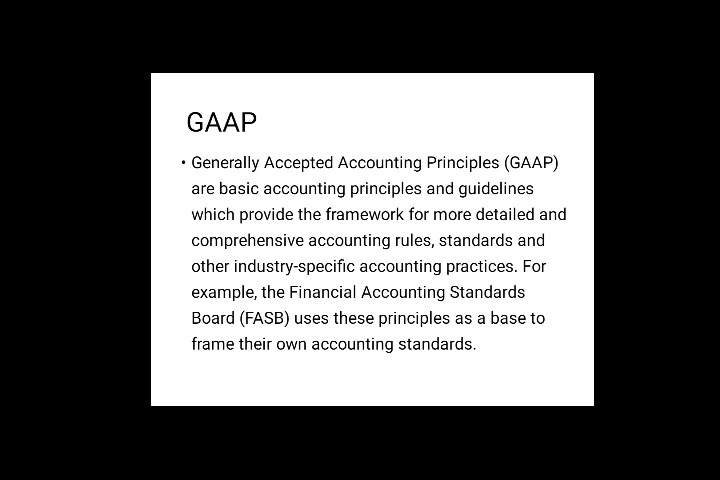 GAAP
• Generally Accepted Accounting Principles (GAAP)
are basic accounting principles and guidelines
which provide the framework for more detailed and
comprehensive accounting rules, standards and
other industry-specific accounting practices. For
example, the Financial Accounting Standards
Board (FASB) uses these principles as a base to
frame their own accounting standards.